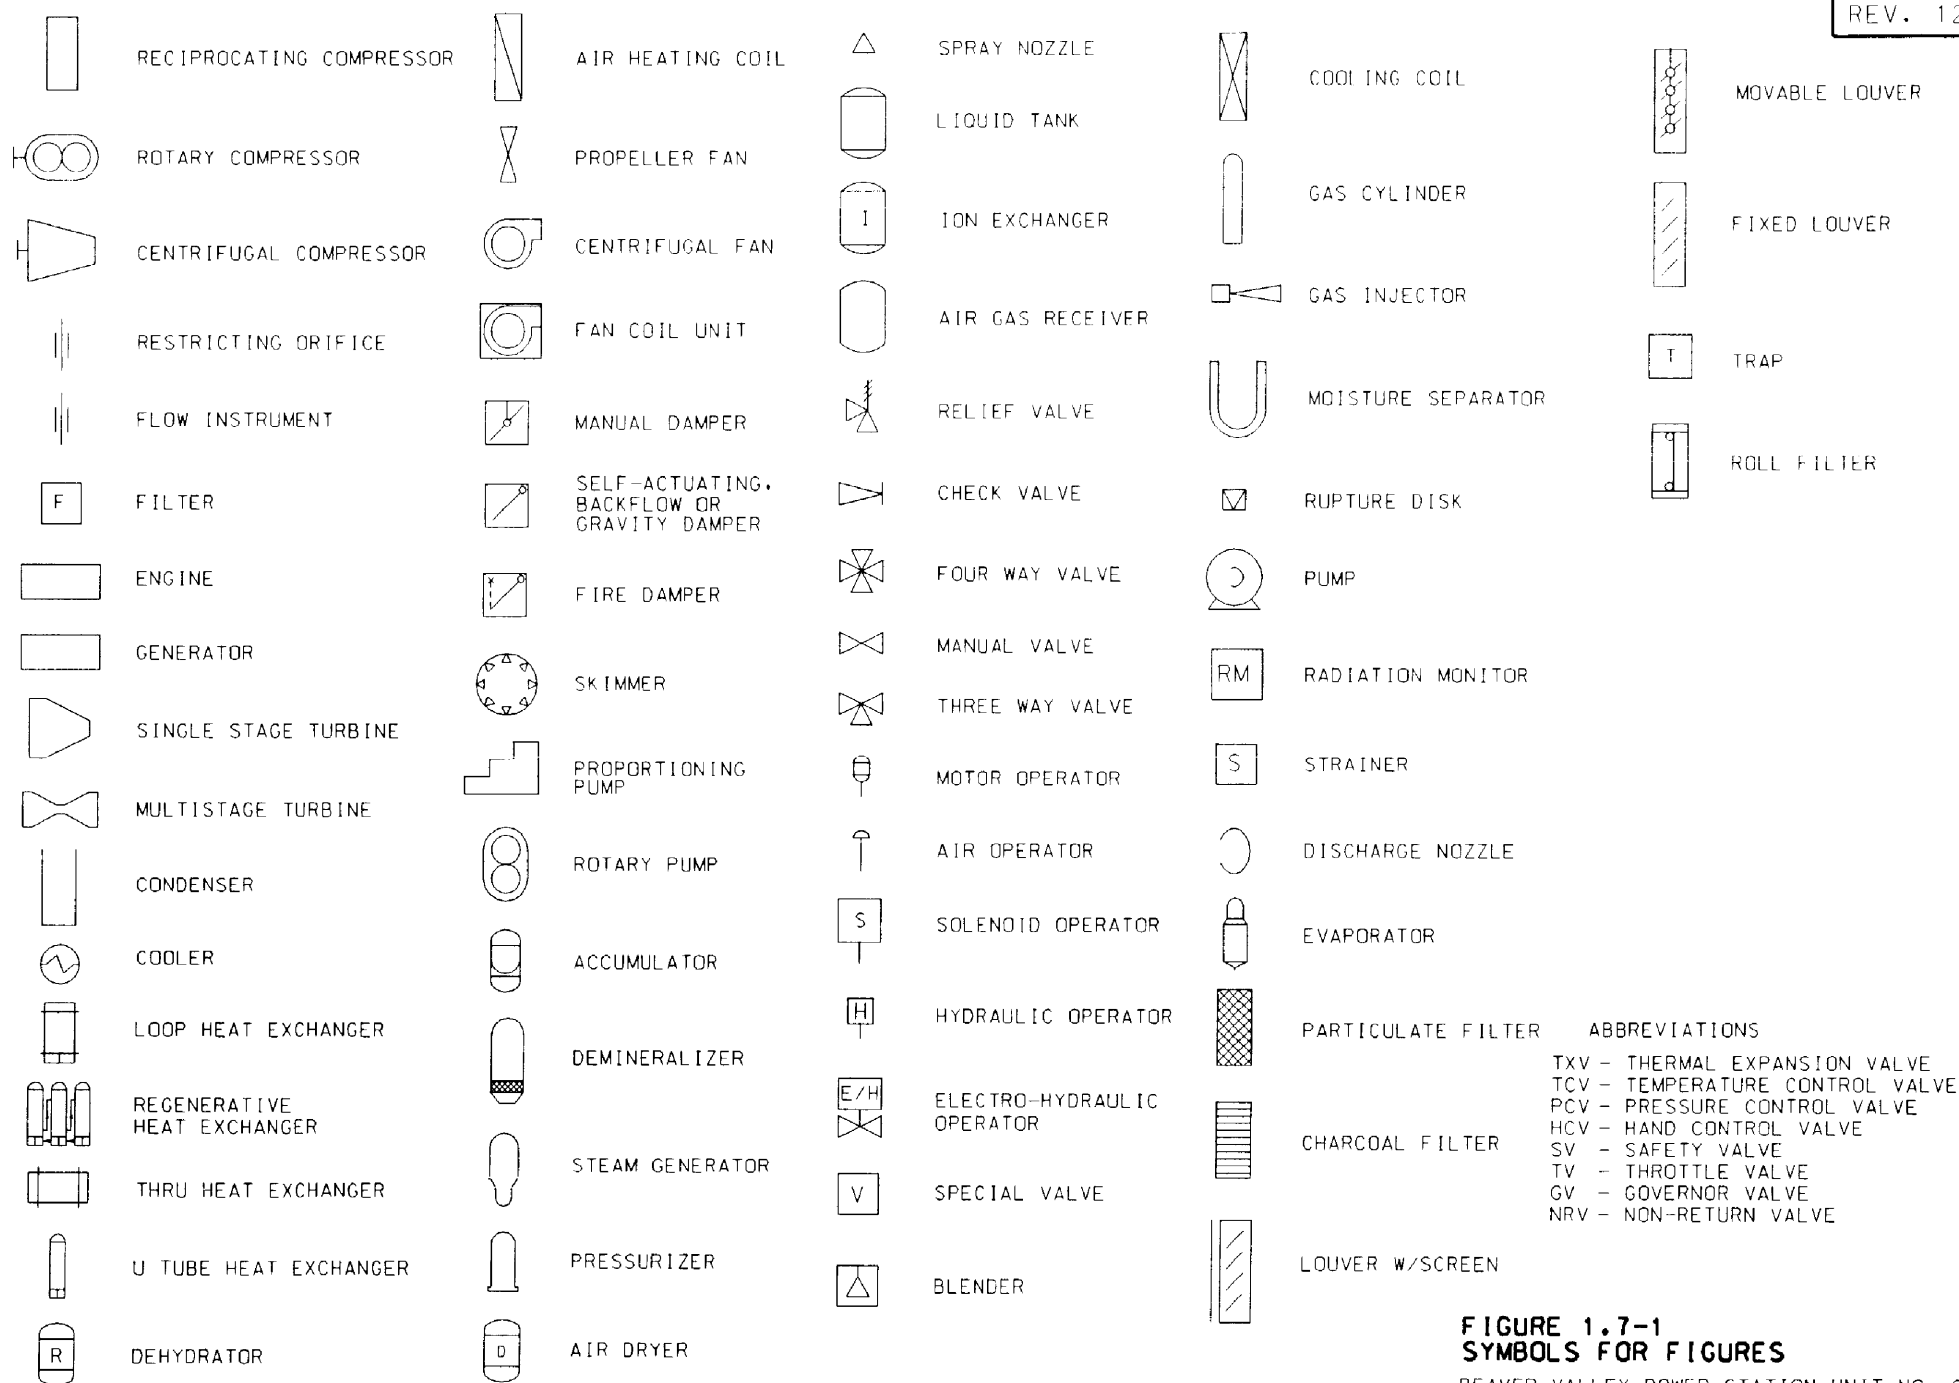 REV. 12
RECIPROCATING COMPRESSOR
ROTARY COMPRESSOR
CENTRIFUGAL COMPRESSOR
RESTRICTING ORIFICE
FLOW INSTRUMENT
F
FILTER
ENGINE
GENERATOR
SINGLE STAGE TURBINE
MULTISTAGE TURBINE
CONDENSER
COOLER
LOOP HEAT EXCHANGER
REGENERATIVE
HEAT EXCHANGER
THRU HEAT EXCHANGER
U TUBE HEAT EXCHANGER
R
DEHYDRATOR
AIR HEATING COIL
PROPELLER FAN
CENTRIFUGAL FAN
FAN COIL UNIT
MANUAL DAMPER
SELF-ACTUATING,
BACKFLOW OR
GRAVITY DAMPER
FIRE DAMPER
SKIMMER
PROPORTIONING
PUMP
ROTARY PUMP
ACCUMULATOR
DEMINERALIZER
STEAM GENERATOR
PRESSURIZER
D
AIR DRYER
SPRAY NOZZLE
LIQUID TANK
I
ION EXCHANGER
AIR GAS RECEIVER
RELIEF VALVE
CHECK VALVE
FOUR WAY VALVE
MANUAL VALVE
THREE WAY VALVE
MOTOR OPERATOR
AIR OPERATOR
S
SOLENOID OPERATOR
H
HYDRAULIC OPERATOR
E/H
ELECTRO-HYDRAULIC
OPERATOR
V
SPECIAL VALVE
BLENDER
COOLING COIL
GAS CYLINDER
GAS INJECTOR
MOISTURE SEPARATOR
RUPTURE DISK
PUMP
RM
RADIATION MONITOR
S
STRAINER
DISCHARGE NOZZLE
EVAPORATOR
PARTICULATE FILTER
CHARCOAL FILTER
LOUVER W/SCREEN
MOVABLE LOUVER
FIXED LOUVER
T
TRAP
ROLL FILTER
ABBREVIATIONS
TXV - THERMAL EXPANSION VALVE
TCV - TEMPERATURE CONTROL VALVE
PCV - PRESSURE CONTROL VALVE
HCV - HAND CONTROL VALVE
SV - SAFETY VALVE
TV - THROTTLE VALVE
GV - GOVERNOR VALVE
NRV - NON-RETURN VALVE
FIGURE 1.7-1
SYMBOLS FOR FIGURES
BEAVER VALLEY POWER STATION UNIT NO.